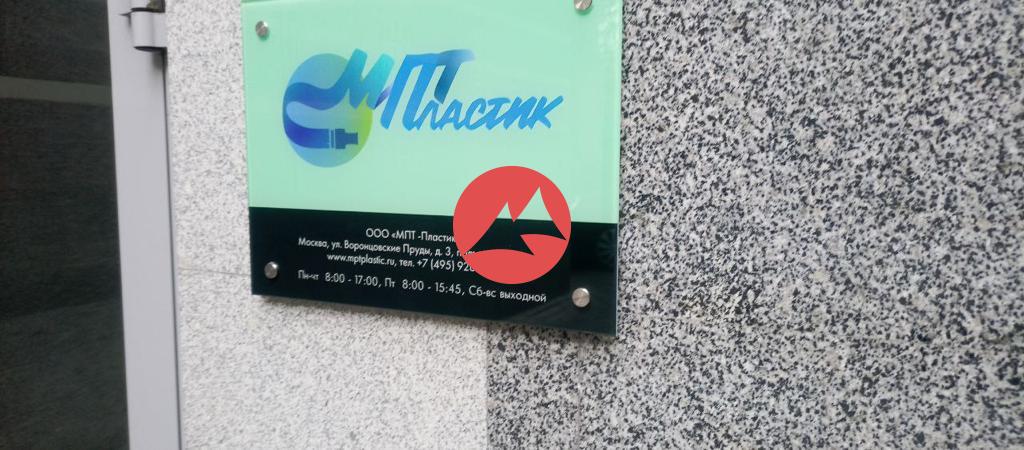 МПТ Пластик
ООО «МПТ -Пластик
Москва, ул. Воронцовские Пруды, д. 3,
www.mptplastic.ru, тел. +7 (495)
Пн-чт 8:00 - 17:00, Пт 8:00 - 15:45, Сб-вс выходной